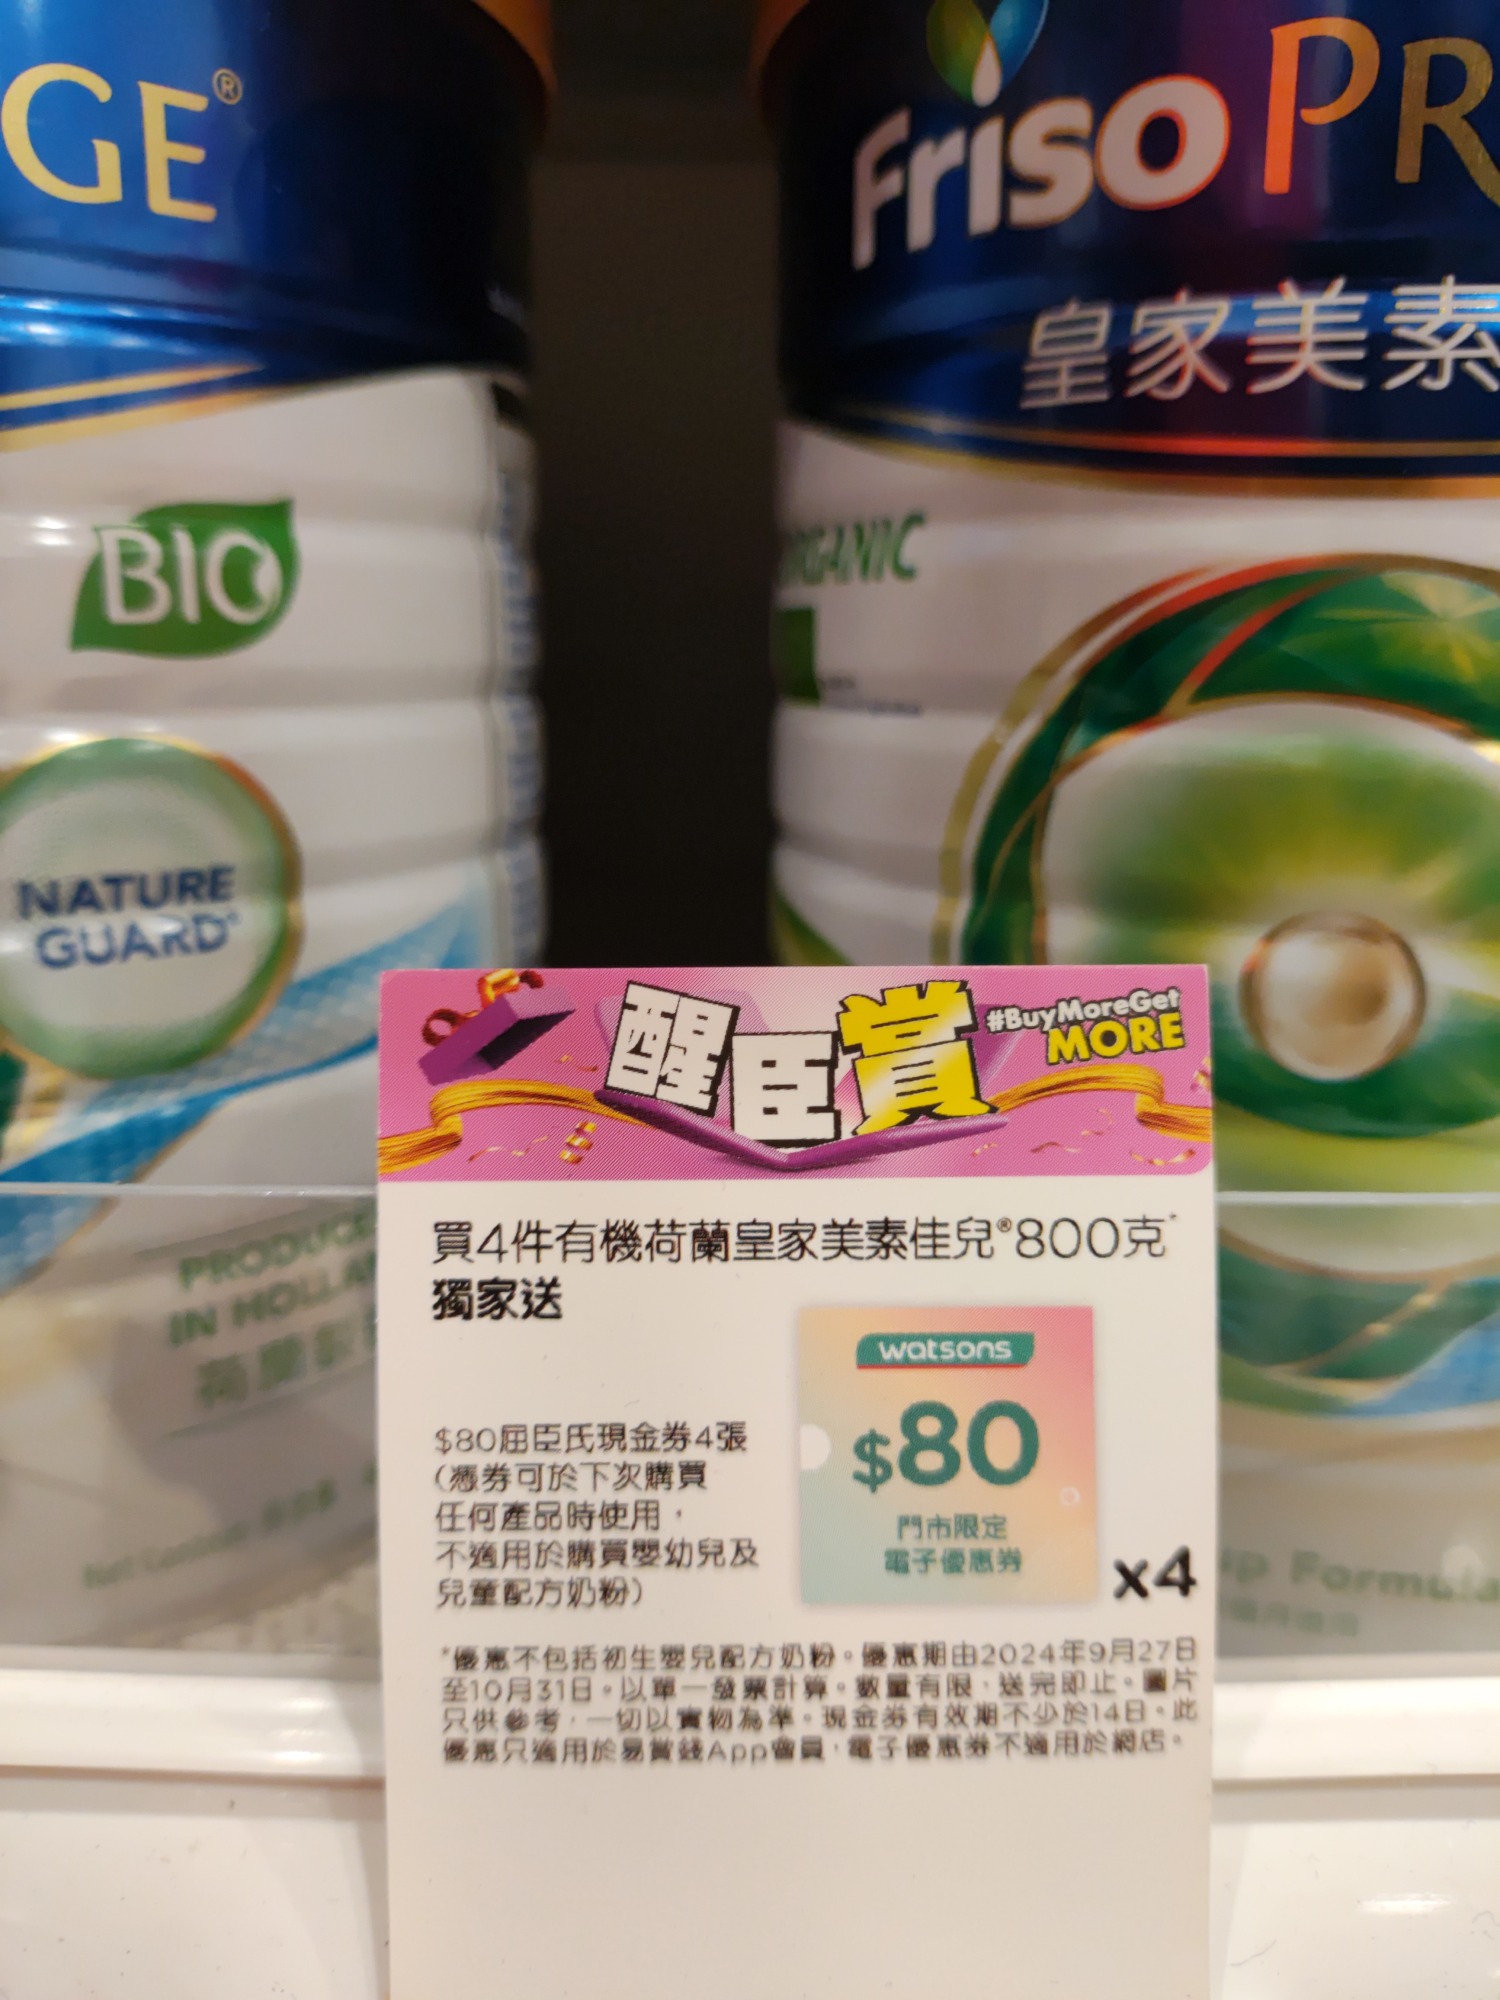 GE®
Friso PR
皇家美素
BIO
ORGANIC
NATURE
GUARD
PRODUCE
IN HOLLA
荷蘭製
醒臣賞
#BuyMoreGet
MORE
買4件有機荷蘭皇家美素佳兒®800克*
獨家送
watsons
$80
門市限定
電子優惠券
x4
$80屈臣氏現金券4張
(憑券可於下次購買
任何產品時使用，
不適用於購買嬰幼兒及
兒童配方奶粉)
*優惠不包括初生嬰兒配方奶粉。優惠期由2024年9月27日
至10月31日。以單一發票計算。數量有限，送完即止。圖片
只供參考，一切以實物為準。現金券有效期不少於14日。此
優惠只適用於易賞錢App會員，電子優惠券不適用於網店。
Formula